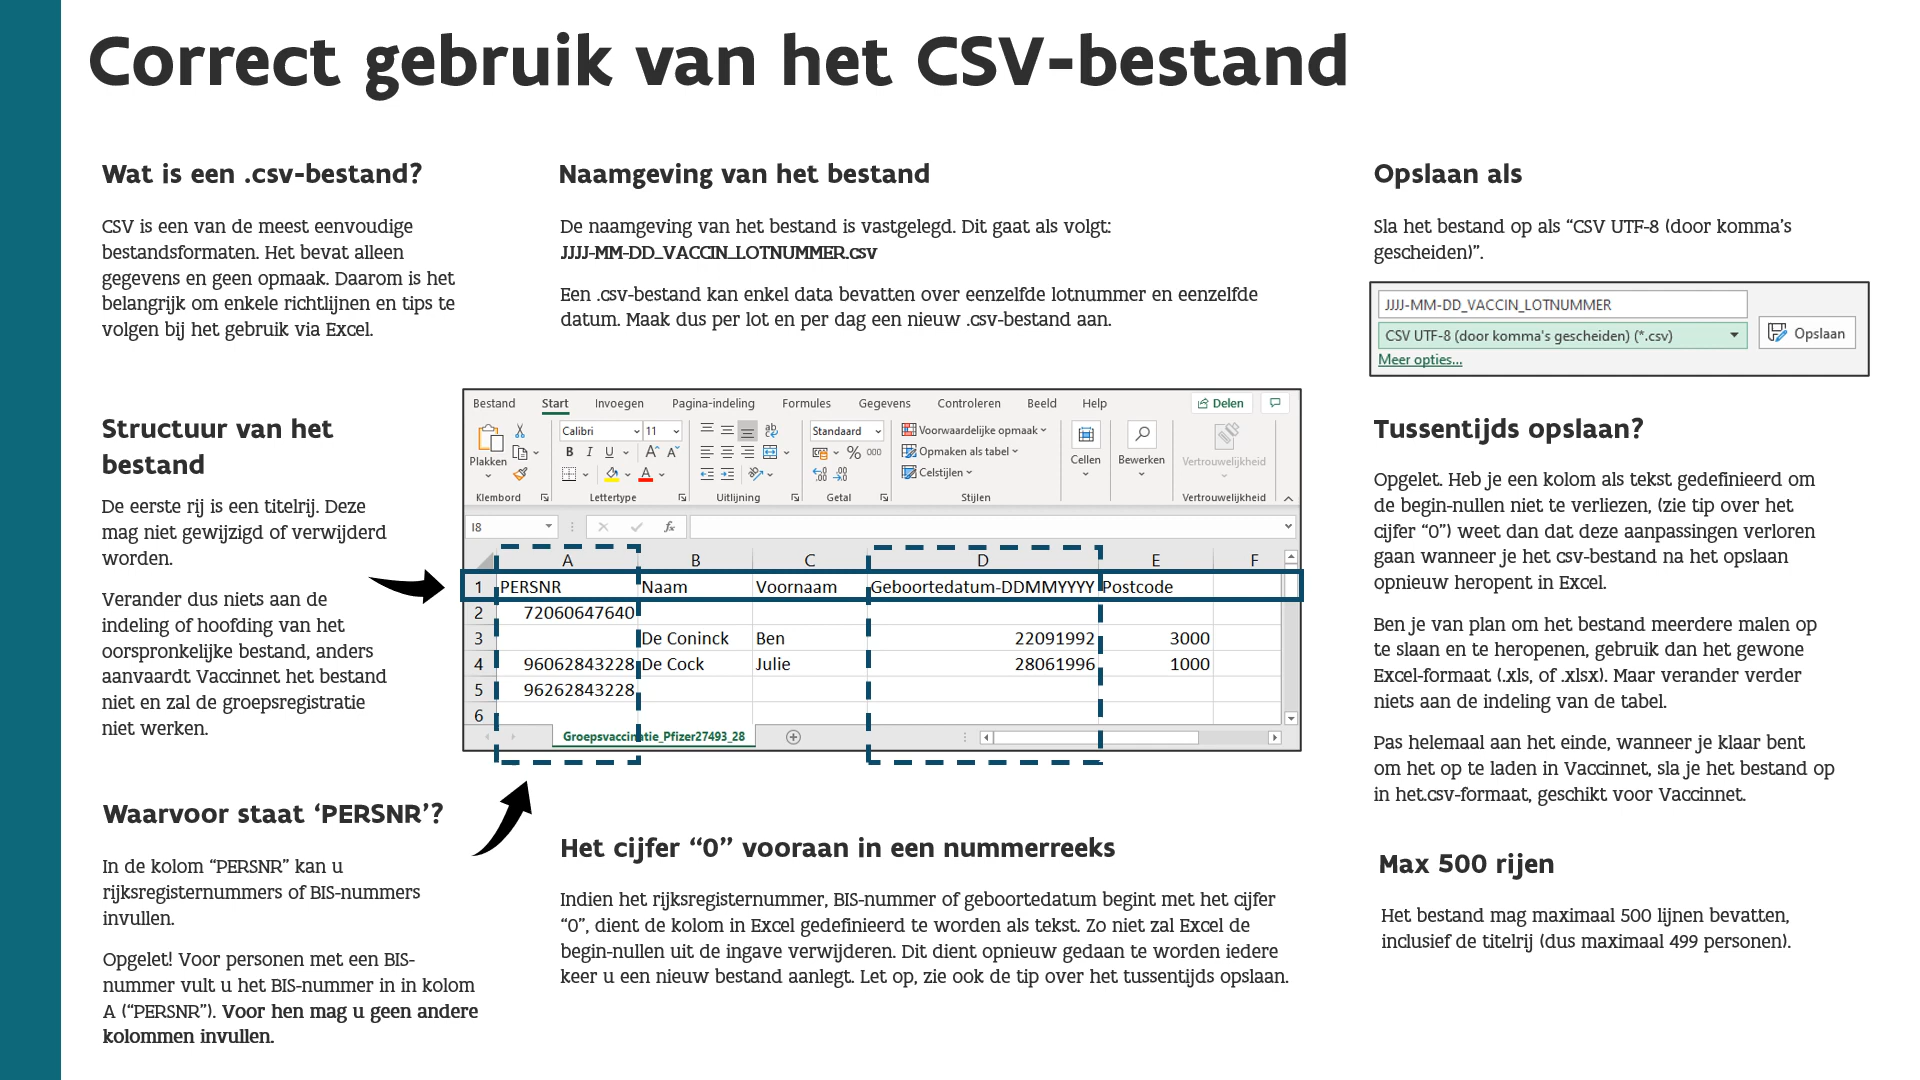 Correct gebruik van het CSV-bestand
Wat is een .csv-bestand?
CSV is een van de meest eenvoudige
bestandsformaten. Het bevat alleen
gegevens en geen opmaak. Daarom is het
belangrijk om enkele richtlijnen en tips te
volgen bij het gebruik via Excel.
Naamgeving van het bestand
De naamgeving van het bestand is vastgelegd. Dit gaat als volgt:
JJJJ-MM-DD_VACCIN_LOTNUMMER.csv
Een .csv-bestand kan enkel data bevatten over eenzelfde lotnummer en eenzelfde
datum. Maak dus per lot en per dag een nieuw .csv-bestand aan.
Opslaan als
Sla het bestand op als “CSV UTF-8 (door komma’s
gescheiden)”.
JJJJ-MM-DD_VACCIN_LOTNUMMER
CSV UTF-8 (door komma's gescheiden) (*.csv)
Opslaan
Meer opties...
Structuur van het
bestand
De eerste rij is een titelrij. Deze
mag niet gewijzigd of verwijderd
worden.
Verander dus niets aan de
indeling of hoofding van het
oorspronkelijke bestand, anders
aanvaardt Vaccinnet het bestand
niet en zal de groepsregistratie
niet werken.
Bestand Start Invoegen Pagina-indeling Formules Gegevens Controleren Beeld Help Delen
Plakken Calibri 11 Standaard Voorwaardelijke opmaak Cellen Bewerken Vertrouwelijkheid
B I U A A % 000 Opmaken als tabel
A Celstijlen
Klembord Lettertype Uitlijning Getal Stijlen Vertrouwelijkheid
I8 fx
A B C D E F
1 PERSNR Naam Voornaam Geboortedatum-DDMMYYYY Postcode
2 72060647640
3 De Coninck Ben 22091992 3000
4 96062843228 De Cock Julie 28061996 1000
5 96262843228
6
Groepsvaccinatie_Pfizer27493_28
Tussentijds opslaan?
Opgelet. Heb je een kolom als tekst gedefinieerd om
de begin-nullen niet te verliezen, (zie tip over het
cijfer “0”) weet dan dat deze aanpassingen verloren
gaan wanneer je het csv-bestand na het opslaan
opnieuw heropent in Excel.
Ben je van plan om het bestand meerdere malen op
te slaan en te heropenen, gebruik dan het gewone
Excel-formaat (.xls, of .xlsx). Maar verander verder
niets aan de indeling van de tabel.
Pas helemaal aan het einde, wanneer je klaar bent
om het op te laden in Vaccinnet, sla je het bestand op
in het.csv-formaat, geschikt voor Vaccinnet.
Waarvoor staat ‘PERSNR’?
In de kolom “PERSNR” kan u
rijksregisternummers of BIS-nummers
invullen.
Opgelet! Voor personen met een BIS-
nummer vult u het BIS-nummer in in kolom
A (“PERSNR”). Voor hen mag u geen andere
kolommen invullen.
Het cijfer “0” vooraan in een nummerreeks
Indien het rijksregisternummer, BIS-nummer of geboortedatum begint met het cijfer
“0”, dient de kolom in Excel gedefinieerd te worden als tekst. Zo niet zal Excel de
begin-nullen uit de ingave verwijderen. Dit dient opnieuw gedaan te worden iedere
keer u een nieuw bestand aanlegt. Let op, zie ook de tip over het tussentijds opslaan.
Max 500 rijen
Het bestand mag maximaal 500 lijnen bevatten,
inclusief de titelrij (dus maximaal 499 personen).